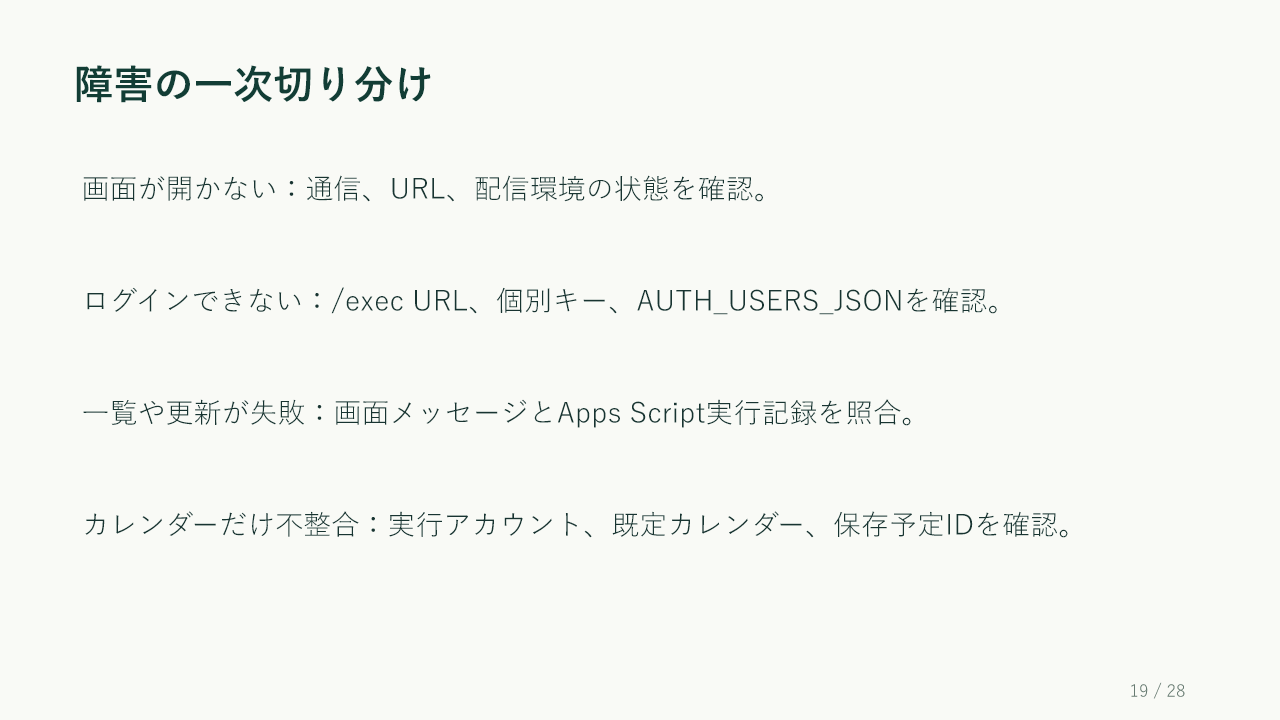 障害の一次切り分け
画面が開かない：通信、URL、配信環境の状態を確認。
ログインできない：/exec URL、個別キー、AUTH_USERS_JSONを確認。
一覧や更新が失敗：画面メッセージとApps Script実行記録を照合。
カレンダーだけ不整合：実行アカウント、既定カレンダー、保存予定IDを確認。
19 / 28